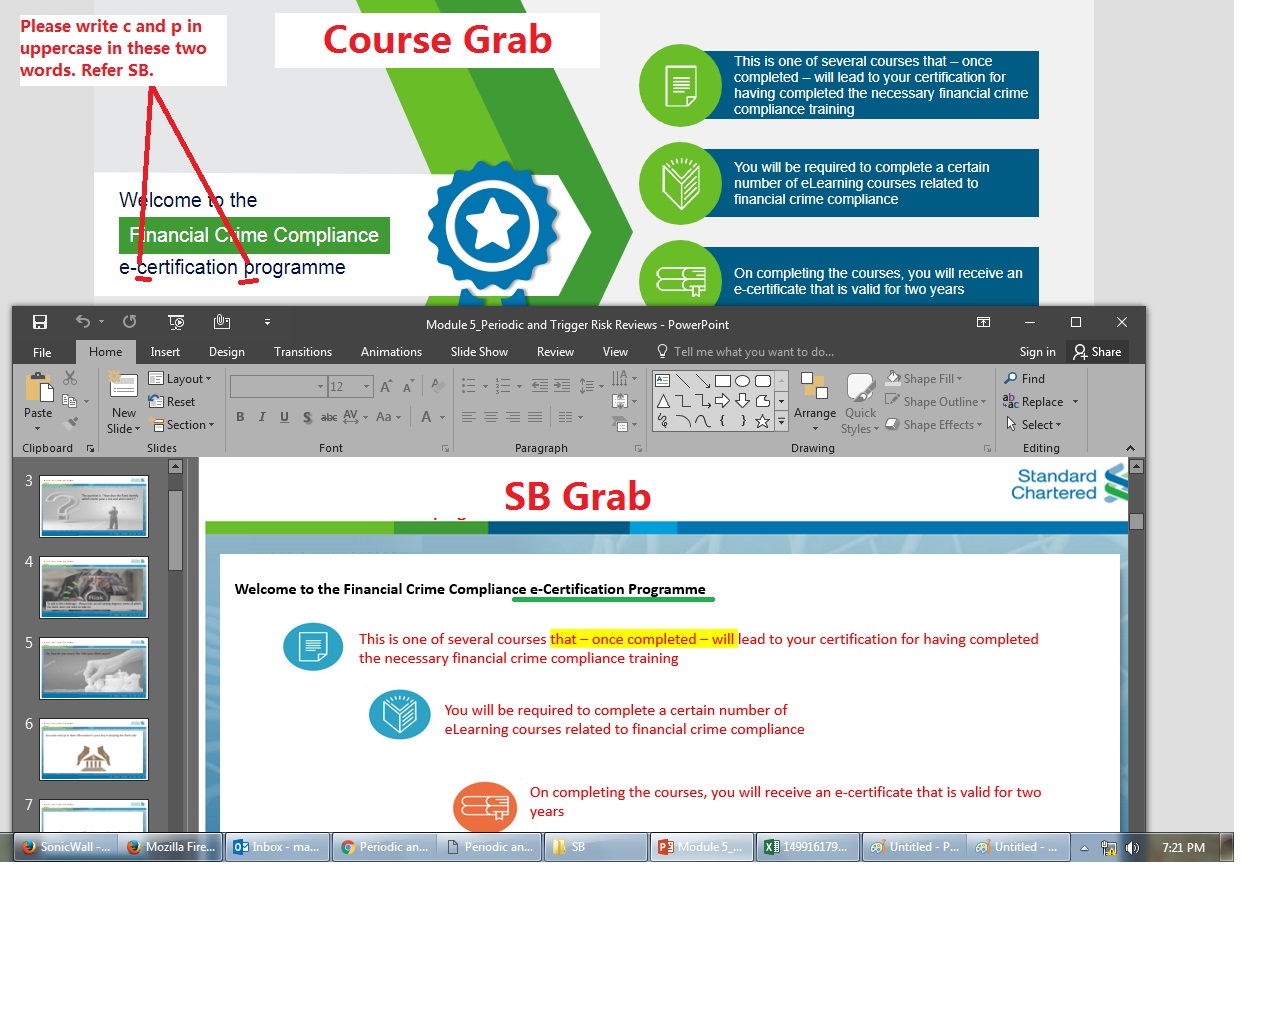 Please write c and p in
uppercase in these two
words. Refer SB.
Course Grab
This is one of several courses that – once
completed – will lead to your certification for
having completed the necessary financial crime
compliance training
You will be required to complete a certain
number of eLearning courses related to
financial crime compliance
Welcome to the
Financial Crime Compliance
e-certification programme
On completing the courses, you will receive an
e-certificate that is valid for two years
Module 5_Periodic and Trigger Risk Reviews - PowerPoint
File Home Insert Design Transitions Animations Slide Show Review View Tell me what you want to do... Sign in Share
Paste
Clipboard
New
Slide
Layout
Reset
Section
Slides
12
B I U S abc AV Aa A
Font
Paragraph
Arrange
Quick
Styles
Shape Fill
Shape Outline
Shape Effects
Drawing
Find
Replace
Select
Editing
3
4
5
6
7
SB Grab
Standard
Chartered
Welcome to the Financial Crime Compliance e-Certification Programme
This is one of several courses that – once completed – will lead to your certification for having completed
the necessary financial crime compliance training
You will be required to complete a certain number of
eLearning courses related to financial crime compliance
On completing the courses, you will receive an e-certificate that is valid for two
years
SonicWall -... Mozilla Fire... Inbox - ma... Periodic an... Periodic an... SB Module 5_... 149916179... Untitled - P... Untitled - ... 7:21 PM